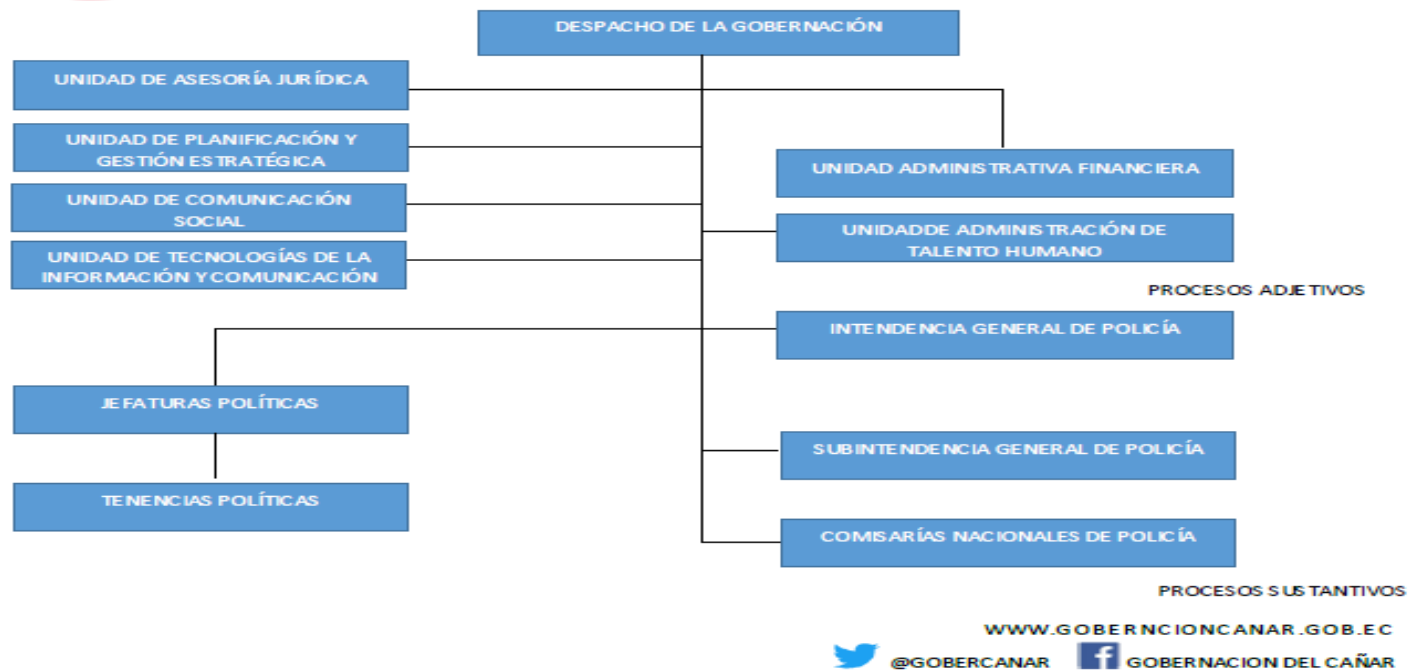 DESPACHO DE LA GOBERNACIÓN
UNIDAD DE ASESORÍA JURÍDICA
UNIDAD DE PLANIFICACIÓN Y
GESTIÓN ESTRATÉGICA
UNIDAD DE COMUNICACIÓN
SOCIAL
UNIDAD DE TECNOLOGÍAS DE LA
INFORMACIÓN Y COMUNICACIÓN
UNIDAD ADMINISTRATIVA FINANCIERA
UNIDADDE ADMINISTRACIÓN DE
TALENTO HUMANO
PROCESOS ADJETIVOS
INTENDENCIA GENERAL DE POLICÍA
JEFATURAS POLÍTICAS
TENENCIAS POLÍTICAS
SUBINTENDENCIA GENERAL DE POLICÍA
COMISARÍAS NACIONALES DE POLICÍA
PROCESOS SUSTANTIVOS
WWW.GOBERNCIONCANAR.GOB.EC
@GOBERCANAR f GOBERNACION DEL CAÑAR